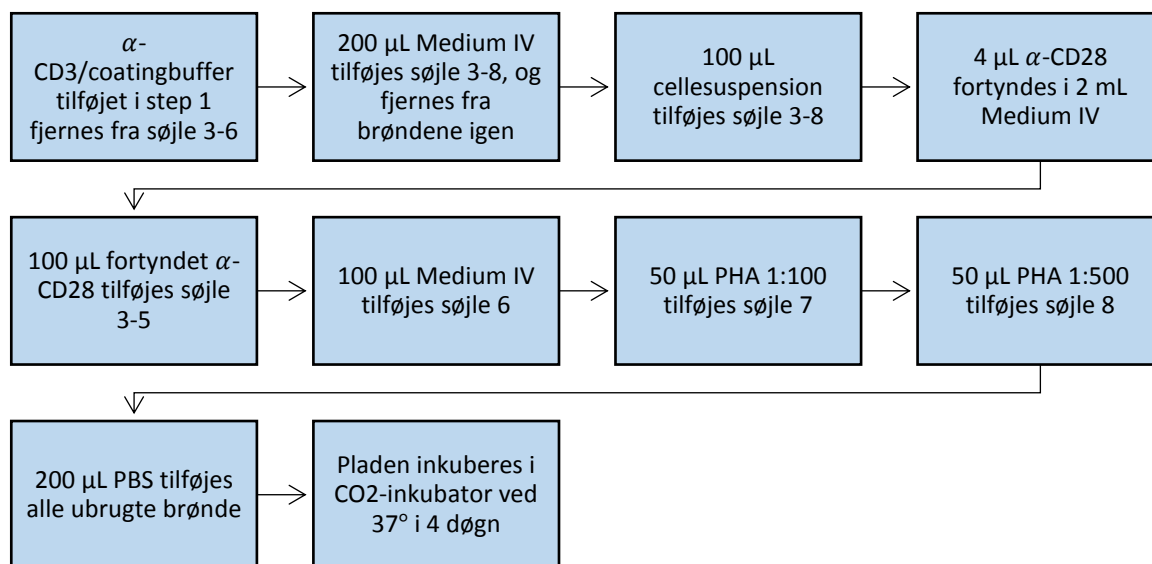 𝛼-
CD3/coatingbuffer
tilføjet i step 1
fjernes fra søjle 3-6
200 μL Medium IV
tilføjes søjle 3-8, og
fjernes fra
brøndene igen
100 μL
cellesuspension
tilføjes søjle 3-8
4 μL 𝛼-CD28
fortyndes i 2 mL
Medium IV
100 μL fortyndet 𝛼-
CD28 tilføjes søjle
3-5
100 μL Medium IV
tilføjes søjle 6
50 μL PHA 1:100
tilføjes søjle 7
50 μL PHA 1:500
tilføjes søjle 8
200 μL PBS tilføjes
alle ubrugte brønde
Pladen inkuberes i
CO2-inkubator ved
37° i 4 døgn